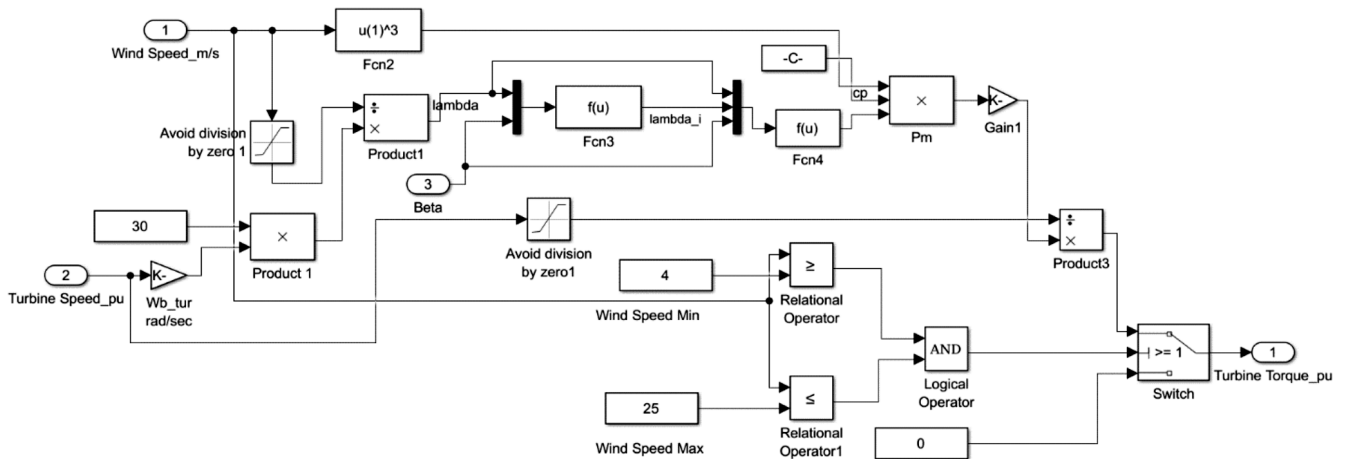 1
Wind Speed_m/s
u(1)^3
Fcn2
-C-
cp
×
Pm
K-
Gain1
Avoid division
by zero 1
÷
×
Product1
lambda
f(u)
Fcn3
lambda_i
f(u)
Fcn4
3
Beta
30
×
Product 1
2
Turbine Speed_pu
K-
Wb_tur
rad/sec
Avoid division
by zero1
÷
×
Product3
4
Wind Speed Min
≥
Relational
Operator
AND
Logical
Operator
25
Wind Speed Max
≤
Relational
Operator1
0
>= 1
Switch
1
Turbine Torque_pu